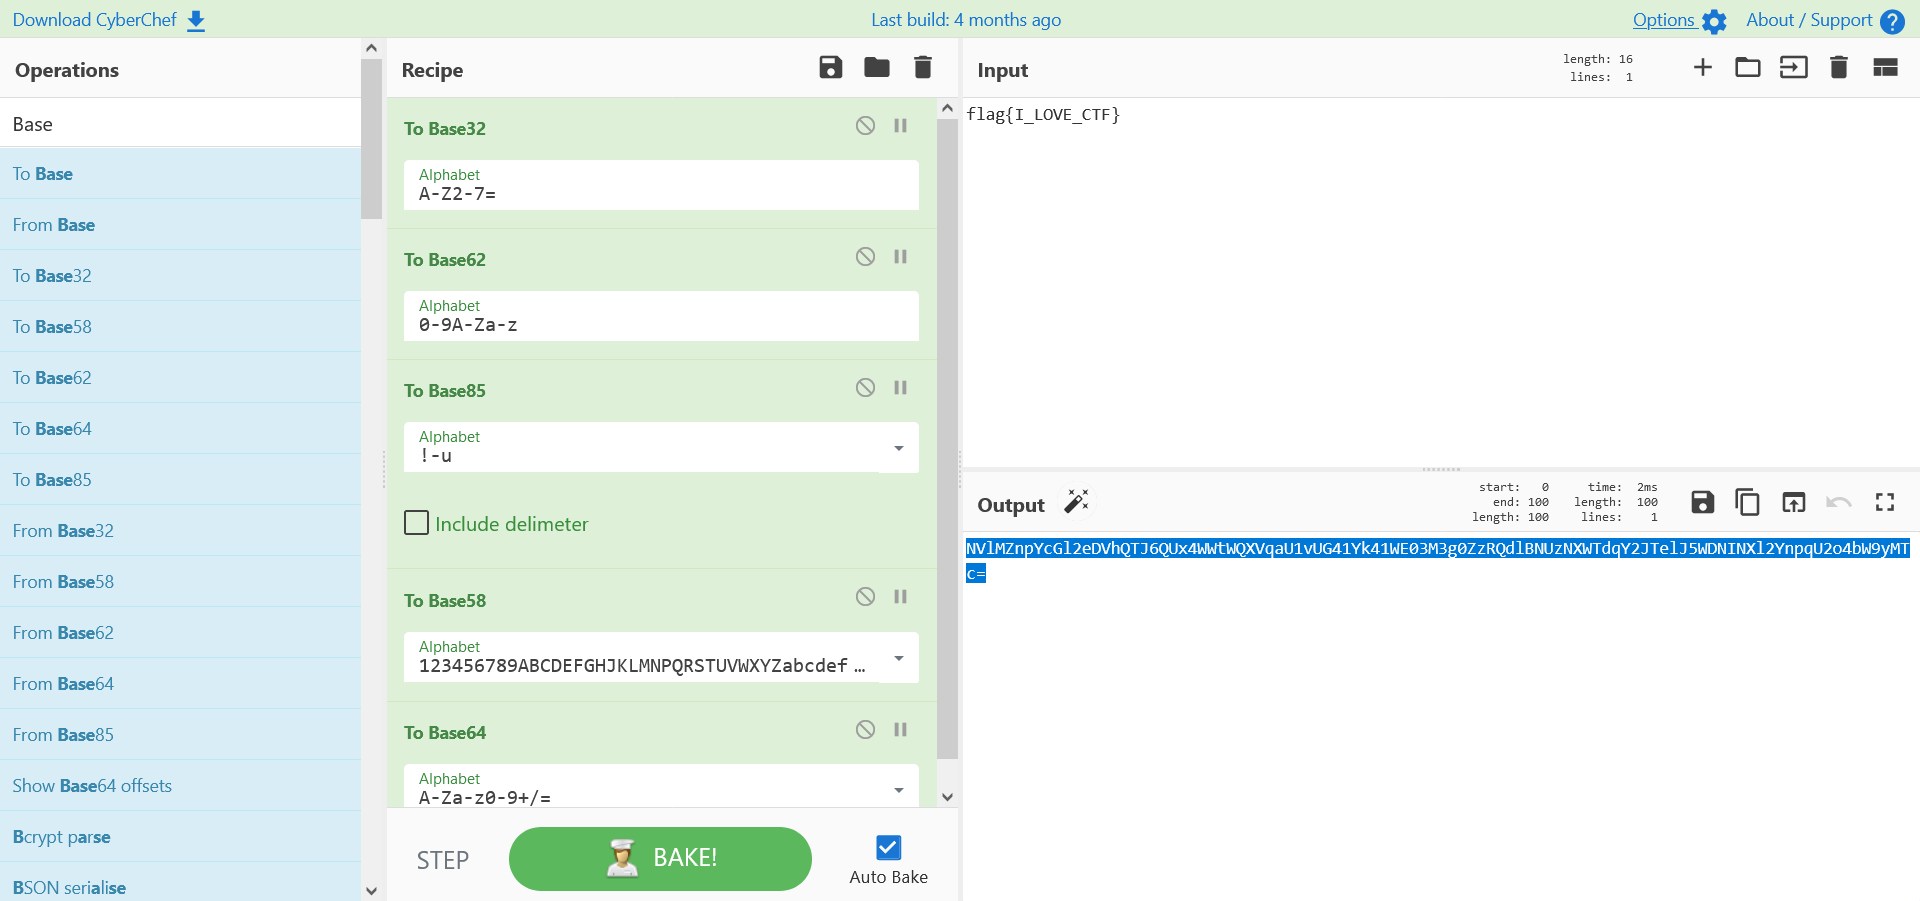 Download CyberChef
Last build: 4 months ago
Options
About / Support
Operations
Base
To Base
From Base
To Base32
To Base58
To Base62
To Base64
To Base85
From Base32
From Base58
From Base62
From Base64
From Base85
Show Base64 offsets
Bcrypt parse
BSON serialise
Recipe
To Base32
Alphabet
A-Z2-7=
To Base62
Alphabet
0-9A-Za-z
To Base85
Alphabet
!-u
Include delimeter
To Base58
Alphabet
123456789ABCDEFGHJKLMNPQRSTUVWXYZabcdef …
To Base64
Alphabet
A-Za-z0-9+/=
STEP
BAKE!
Auto Bake
Input
length: 16
lines: 1
flag{I_LOVE_CTF}
Output
start: 0
end: 100
length: 100
time: 2ms
length: 100
lines: 1
NVlMZnpYcGl2eDVhQTJ6QUx4WWtWQXVqaU1vUG41Yk41WE03M3g0ZzRQdlBNUzNXWTdqY2JTelJ5WDNINXl2YnpqU2o4bW9yMT
c=